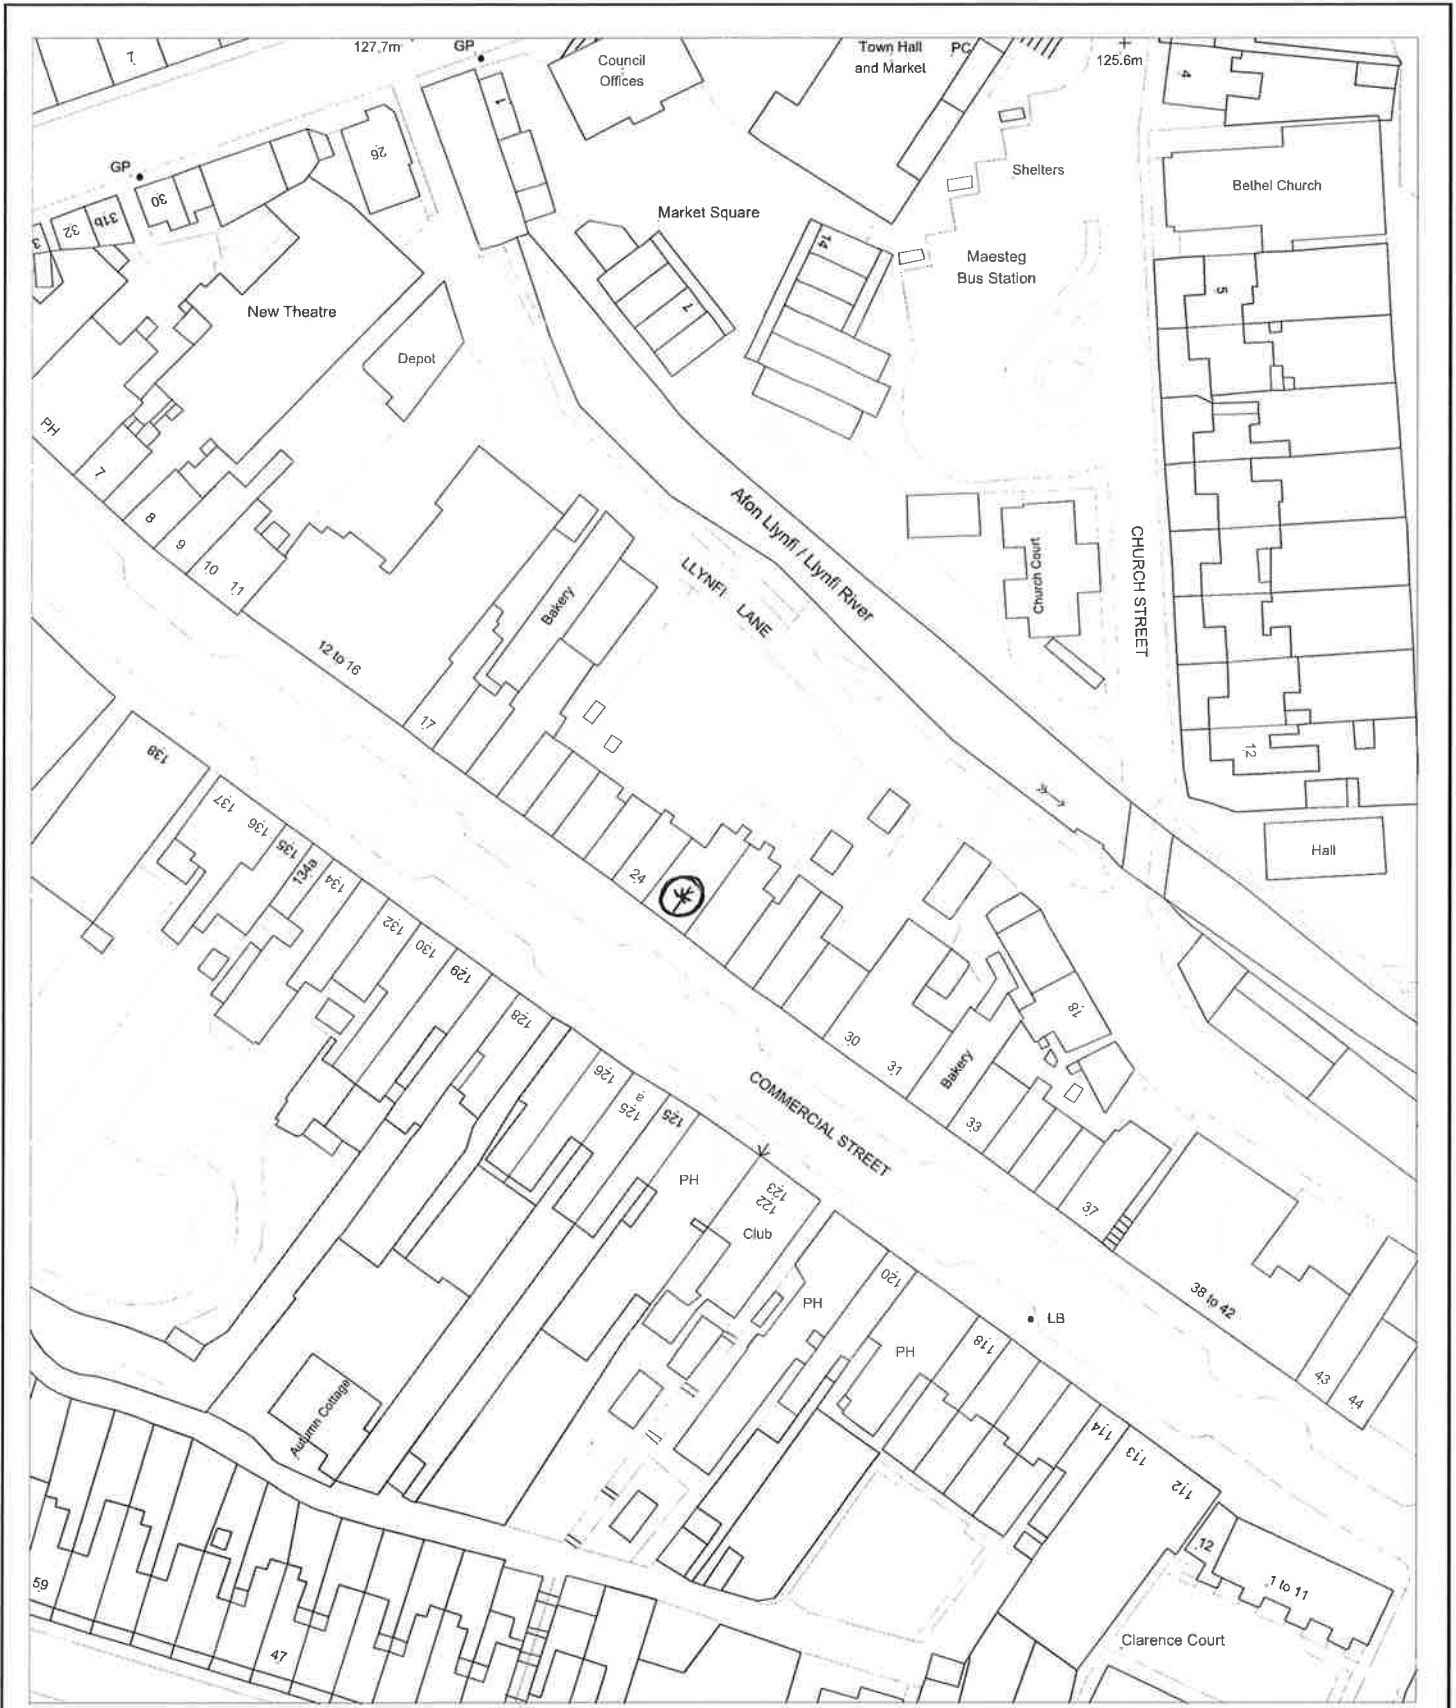 127.7m
GP
Council
Offices
Town Hall
and Market
PC
125.6m
4
7
1
26
GP
30
31b
32
3
Shelters
Bethel Church
Market Square
14
Maesteg
Bus Station
5
7
New Theatre
Depot
PH
7
8
9
10
11
12 to 16
Bakery
17
LLYNFI LANE
Afon Llynfi / Llynfi River
Church Court
CHURCH STREET
12
Hall
138
137
136
135
134a
134
132
130
129
128
126
125
a
125
24
30
31
Bakery
33
18
37
COMMERCIAL STREET
PH
123
122
Club
PH
120
PH
118
LB
38 to 42
43
44
114
113
112
12
1 to 11
Clarence Court
Autumn Cottage
59
47